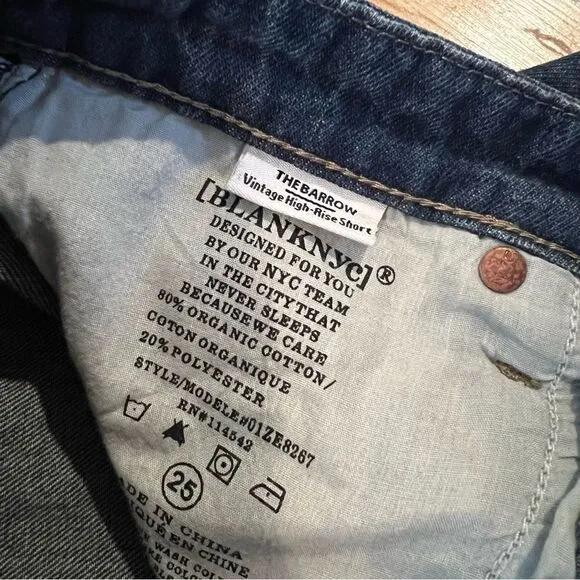 THE BARROW
Vintage High-Rise Short
[BLANKNYC]®
DESIGNED FOR YOU
BY OUR NYC TEAM
IN THE CITY THAT
NEVER SLEEPS
BECAUSE WE CARE
80% ORGANIC COTTON/
COTON ORGANIQUE
20% POLYESTER
STYLE/MODELE#01ZE8267
RN#114542
25
IN CHINA
EN CHINE
WASH